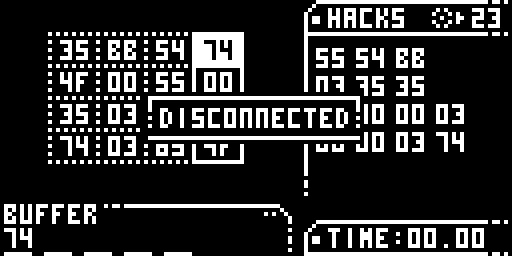 HACKS 23
35 BB 54 74
4F 00 55 00
35 03
74 03
55 54 BB
35 35
00 03
03 74
DISCONNECTED
BUFFER
74
TIME:00.00